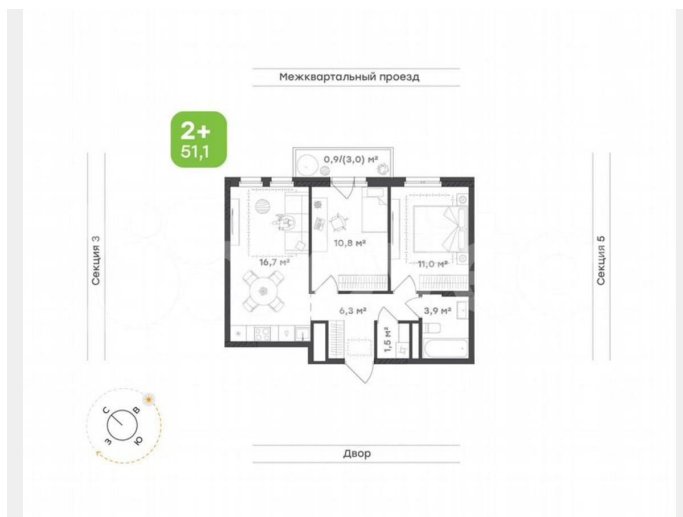 Межквартальный проезд
2+
51,1
0,9/(3,0) м²
Секция 3
10,8 м²
16,7 м²
11,0 м²
Секция 5
6,3 м²
3,9 м²
1,5 м²
С
В
З
Ю
Двор